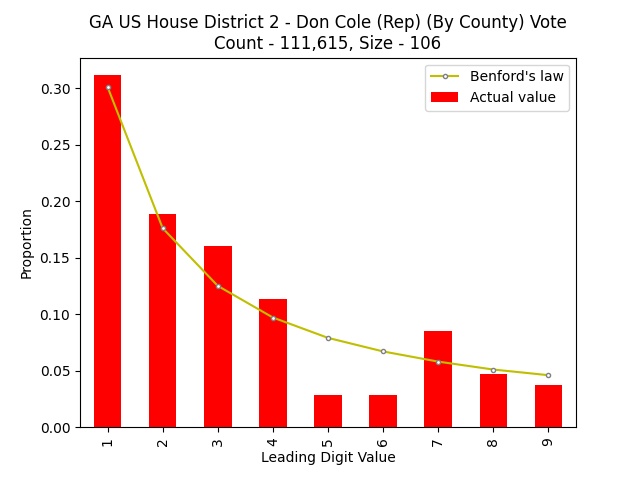 GA US House District 2 - Don Cole (Rep) (By County) Vote
Count - 111,615, Size - 106
Benford's law
Actual value
0.30
0.25
0.20
0.15
0.10
0.05
0.00
Proportion
1 2 3 4 5 6 7 8 9
Leading Digit Value